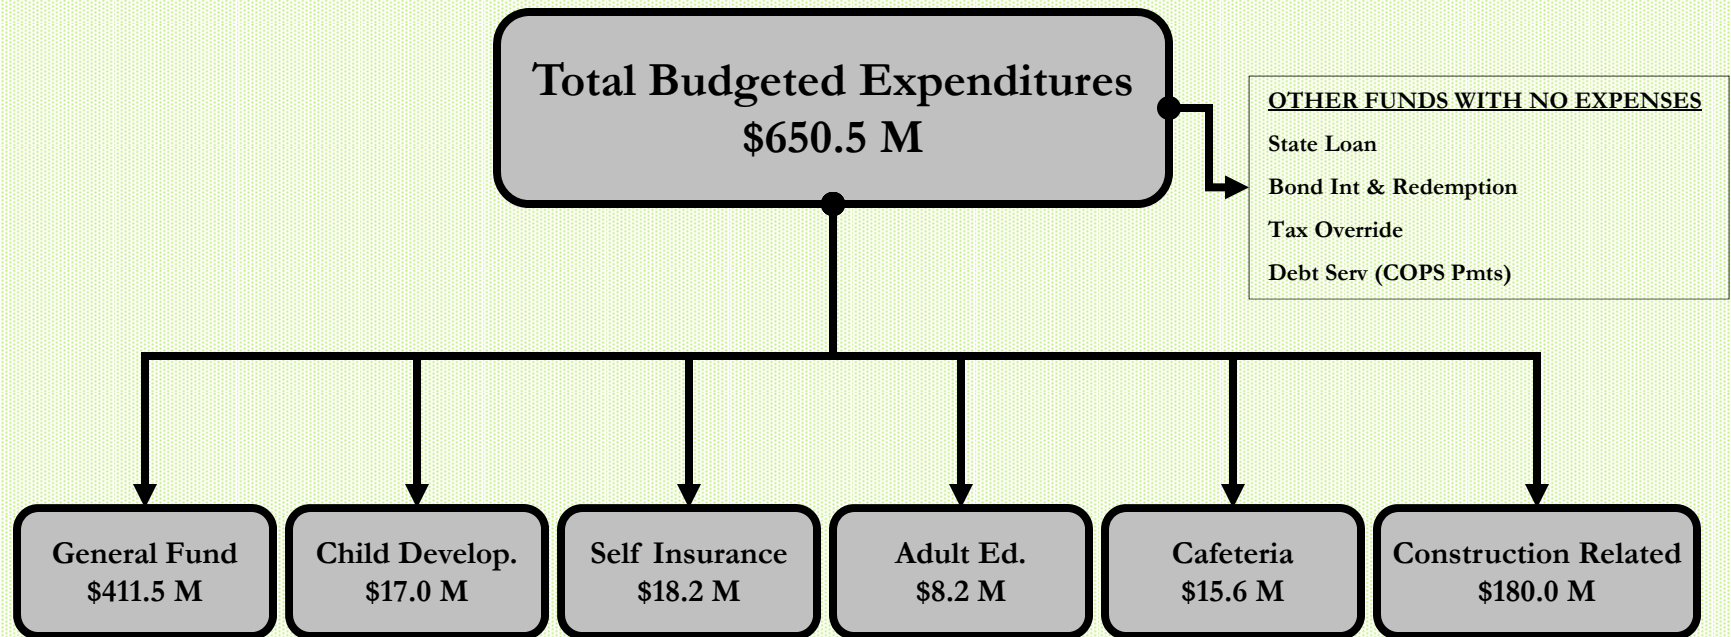 Total Budgeted Expenditures
$650.5 M
OTHER FUNDS WITH NO EXPENSES
State Loan
Bond Int & Redemption
Tax Override
Debt Serv (COPS Pmts)
General Fund
$411.5 M
Child Develop.
$17.0 M
Self Insurance
$18.2 M
Adult Ed.
$8.2 M
Cafeteria
$15.6 M
Construction Related
$180.0 M